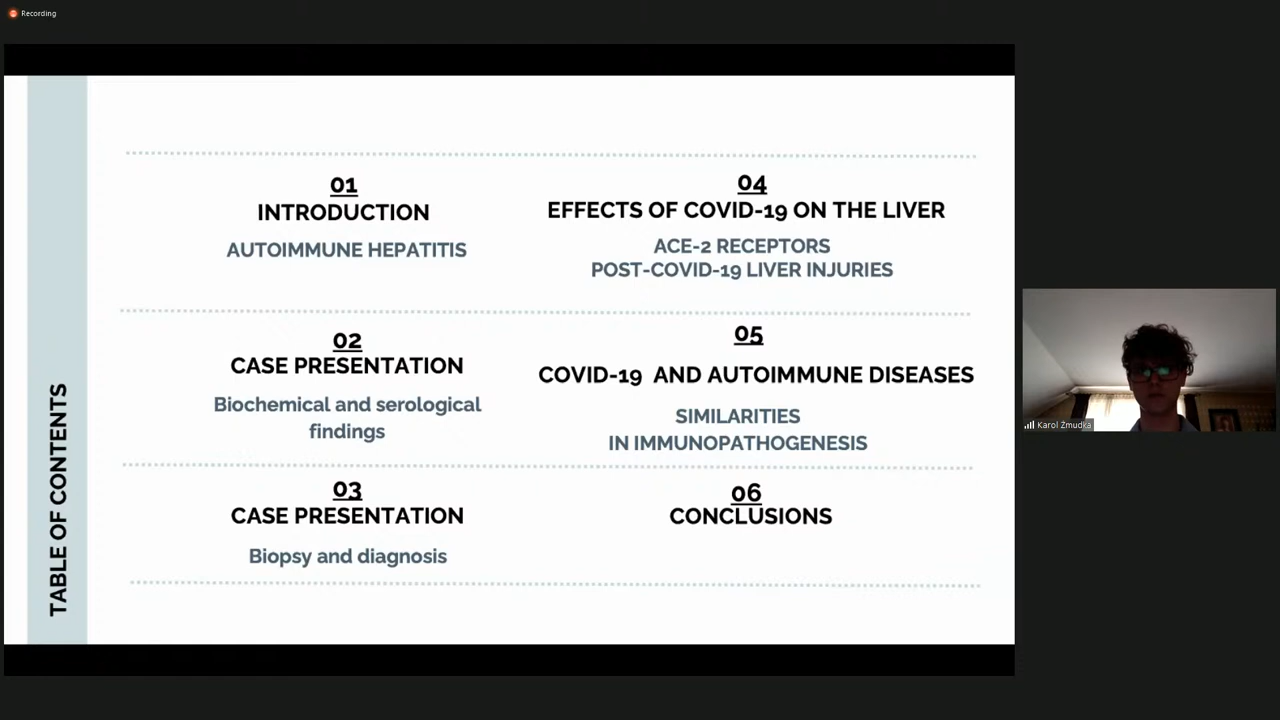 Recording
TABLE OF CONTENTS
01
INTRODUCTION
AUTOIMMUNE HEPATITIS
02
CASE PRESENTATION
Biochemical and serological
findings
03
CASE PRESENTATION
Biopsy and diagnosis
04
EFFECTS OF COVID-19 ON THE LIVER
ACE-2 RECEPTORS
POST-COVID-19 LIVER INJURIES
05
COVID-19 AND AUTOIMMUNE DISEASES
SIMILARITIES
IN IMMUNOPATHOGENESIS
06
CONCLUSIONS
Karol Żmudka